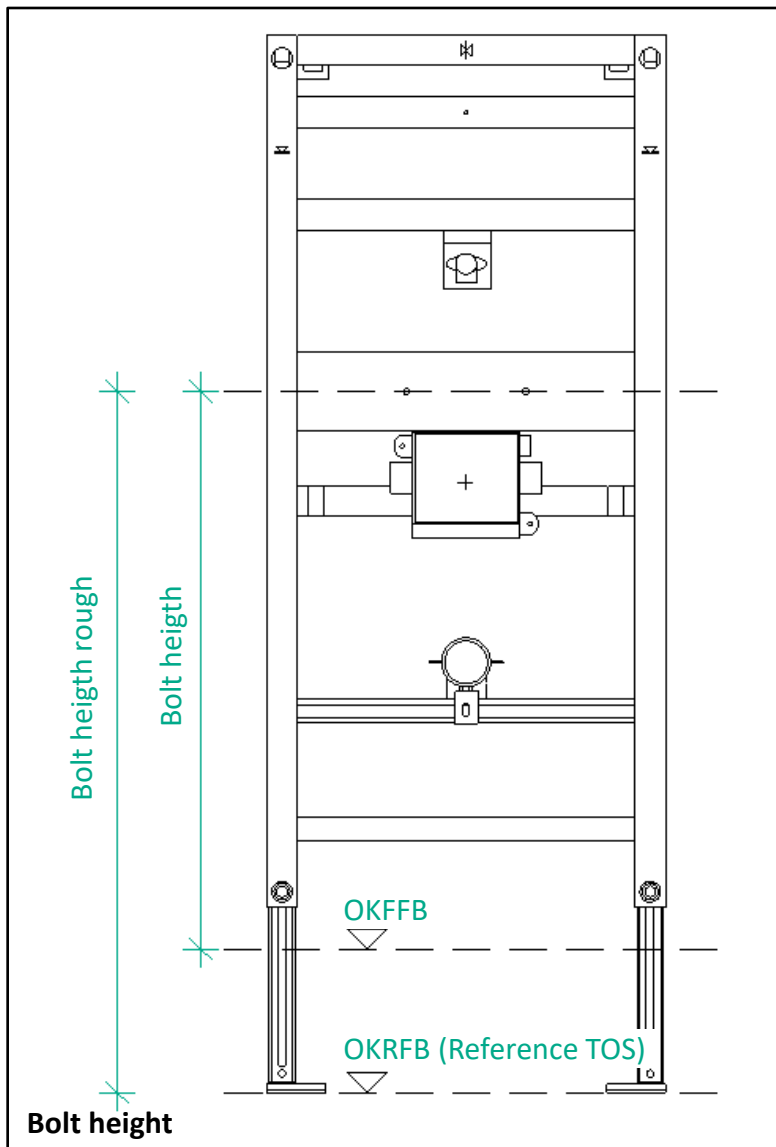 Bolt heigth rough
Bolt heigth
OKFFB
OKRFB (Reference TOS)
Bolt height